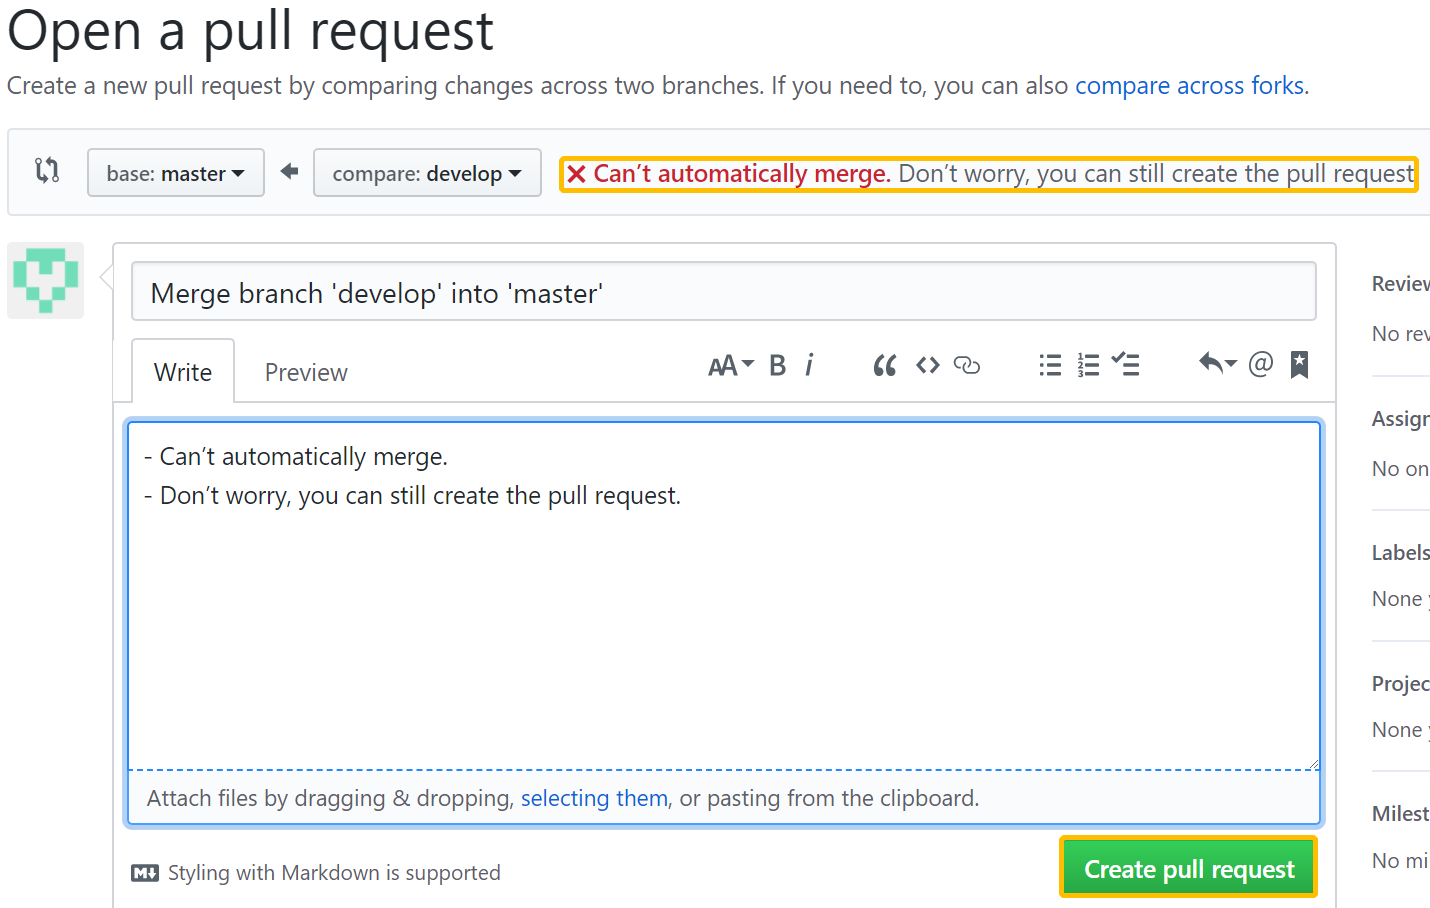 Open a pull request
Create a new pull request by comparing changes across two branches. If you need to, you can also compare across forks.
base: master
compare: develop
Can’t automatically merge. Don’t worry, you can still create the pull request
Merge branch 'develop' into 'master'
Write
Preview
AA B i
@
- Can’t automatically merge.
- Don’t worry, you can still create the pull request.
Attach files by dragging & dropping, selecting them, or pasting from the clipboard.
Styling with Markdown is supported
Create pull request
Review
No rev
Assign
No on
Labels
None y
Projec
None y
Milest
No mi